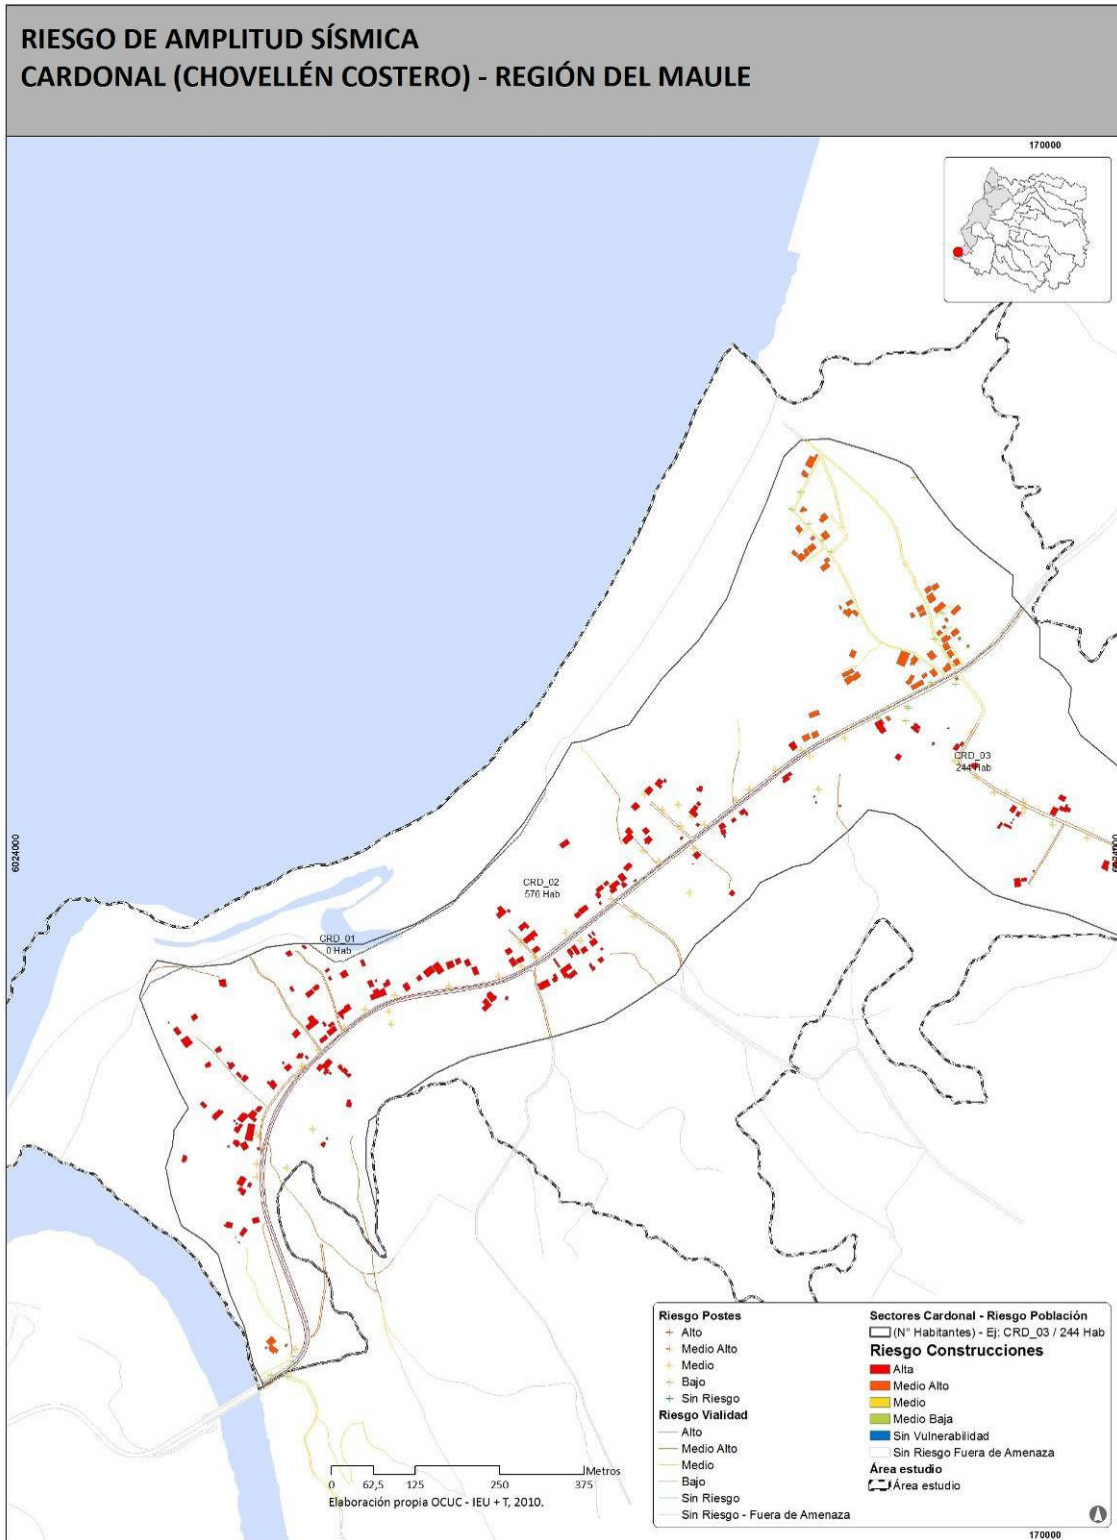 RIESGO DE AMPLITUD SÍSMICA
CARDONAL (CHOVELLÉN COSTERO) - REGIÓN DEL MAULE
170000
6024000
6024000
CRD_03
244 Hab
CRD_02
576 Hab
CRD_01
0 Hab
Riesgo Postes
Alto
Medio Alto
Medio
Bajo
Sin Riesgo
Riesgo Vialidad
Alto
Medio Alto
Medio
Bajo
Sin Riesgo
Sin Riesgo - Fuera de Amenaza
Sectores Cardonal - Riesgo Población
(N° Habitantes) - Ej: CRD_03 / 244 Hab
Riesgo Construcciones
Alta
Medio Alto
Medio
Medio Baja
Sin Vulnerabilidad
Sin Riesgo Fuera de Amenaza
Área estudio
Área estudio
Metros
0 62,5 125 250 375
Elaboración propia OCUC - IEU + T, 2010.
170000